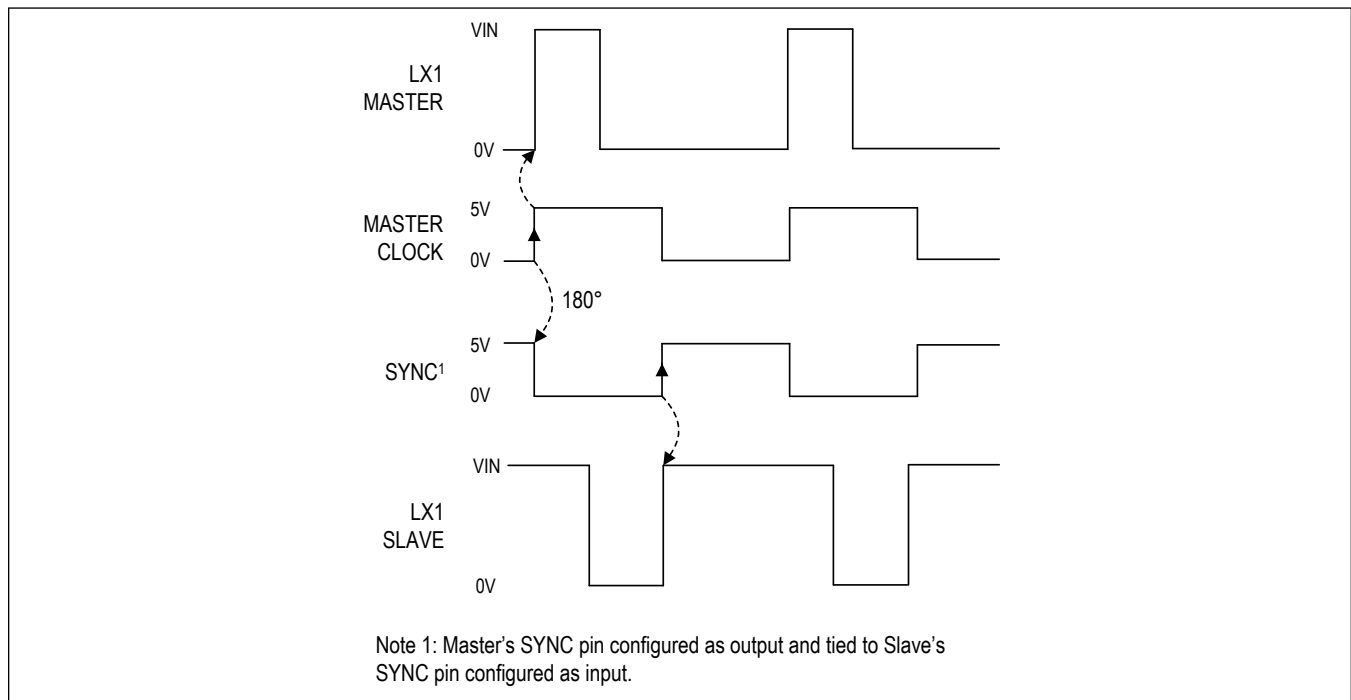 VIN
LX1
MASTER
0V
5V
MASTER
CLOCK
0V
180°
5V
SYNC¹
0V
VIN
LX1
SLAVE
0V
Note 1: Master’s SYNC pin configured as output and tied to Slave’s
SYNC pin configured as input.